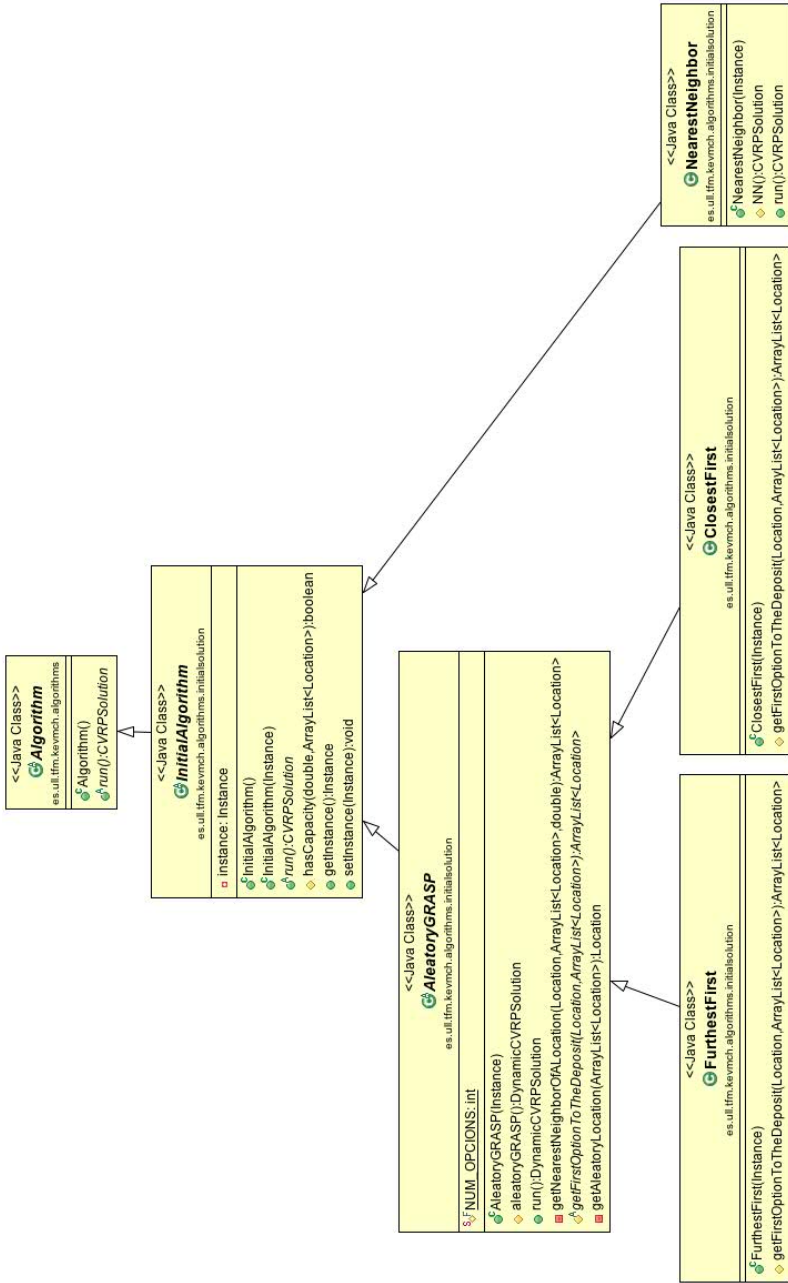 <<Java Class>>
Algorithm
es.ull.tfm.kevmch.algorithms
Algorithm()
run():CVRPSolution
<<Java Class>>
InitialAlgorithm
es.ull.tfm.kevmch.algorithms.initialsolution
instance: Instance
InitialAlgorithm()
InitialAlgorithm(Instance)
run():CVRPSolution
hasCapacity(double,ArrayList<Location>):boolean
getInstance():Instance
setInstance(Instance):void
<<Java Class>>
AleatoryGRASP
es.ull.tfm.kevmch.algorithms.initialsolution
NUM_OPCIONS: int
AleatoryGRASP(Instance)
aleatoryGRASP():DynamicCVRPSolution
run():DynamicCVRPSolution
getNearestNeighborOfALocation(Location,ArrayList<Location>,double):ArrayList<Location>
getFirstOptionToTheDeposit(Location,ArrayList<Location>):ArrayList<Location>
getAleatoryLocation(ArrayList<Location>):Location
<<Java Class>>
FurthestFirst
es.ull.tfm.kevmch.algorithms.initialsolution
FurthestFirst(Instance)
getFirstOptionToTheDeposit(Location,ArrayList<Location>):ArrayList<Location>
<<Java Class>>
ClosestFirst
es.ull.tfm.kevmch.algorithms.initialsolution
ClosestFirst(Instance)
getFirstOptionToTheDeposit(Location,ArrayList<Location>):ArrayList<Location>
<<Java Class>>
NearestNeighbor
es.ull.tfm.kevmch.algorithms.initialsolution
NearestNeighbor(Instance)
NN():CVRPSolution
run():CVRPSolution